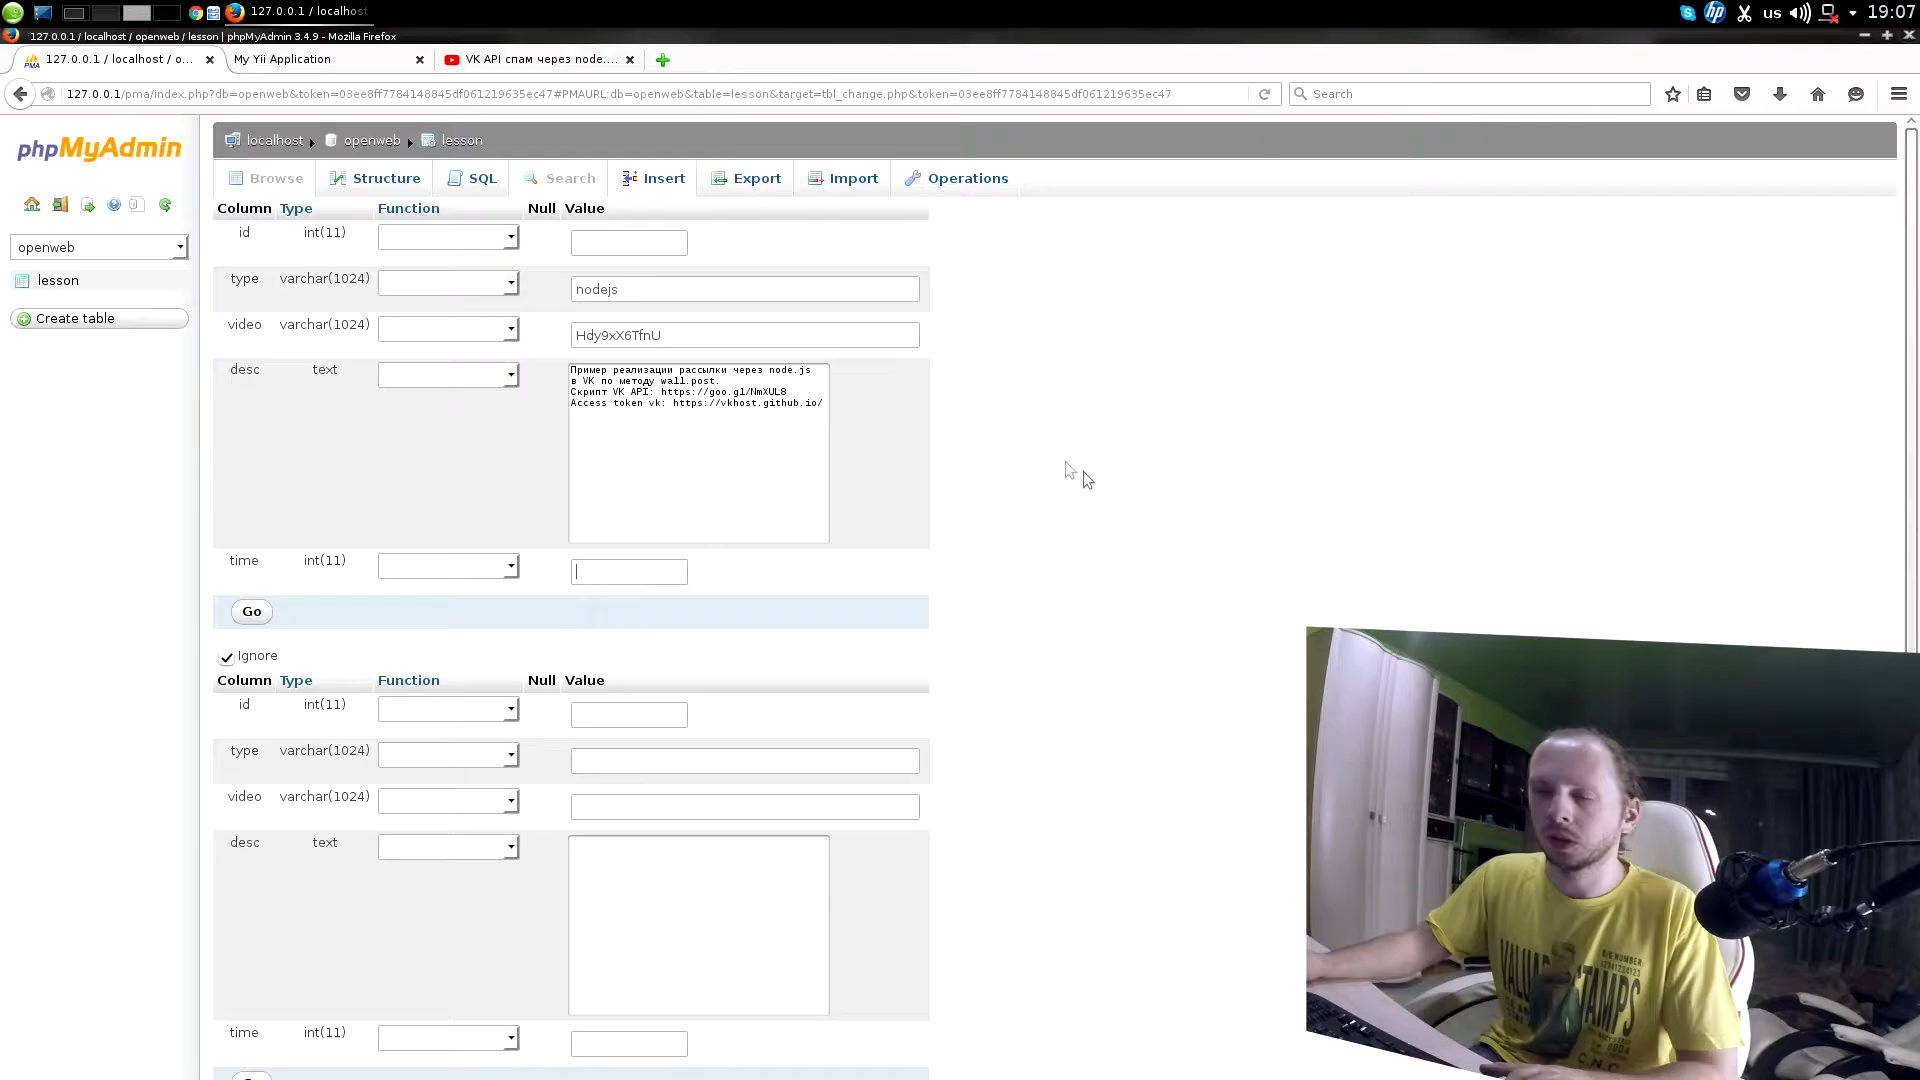 127.0.0.1 / localhos
us
19:07
127.0.0.1 / localhost / openweb / lesson | phpMyAdmin 3.4.9 - Mozilla Firefox
127.0.0.1 / localhost / o...
My Yii Application
VK API спам через node....
127.0.0.1/pma/index.php?db=openweb&token=03ee8ff7784148845df061219635ec47#PMAURL:db=openweb&table=lesson&target=tbl_change.php&token=03ee8ff7784148845df061219635ec47
Search
phpMyAdmin
openweb
lesson
Create table
localhost
openweb
lesson
Browse
Structure
SQL
Search
Insert
Export
Import
Operations
Column Type Function Null Value
id int(11)
type varchar(1024) nodejs
video varchar(1024) Hdy9xX6TfnU
desc text
Пример реализации рассылки через node.js
в VK по методу wall.post.
Скрипт VK API: https://goo.gl/NmXUL8
Access token vk: https://vkhost.github.io/
time int(11)
Go
Ignore
Column Type Function Null Value
id int(11)
type varchar(1024)
video varchar(1024)
desc text
time int(11)